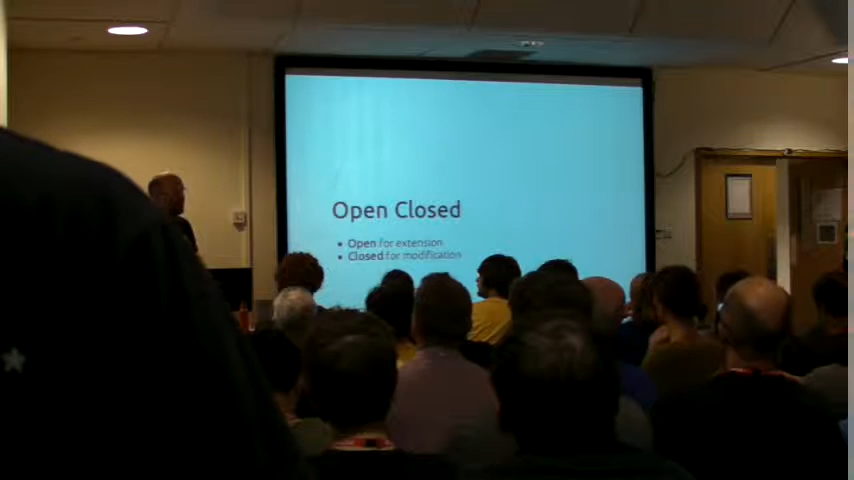 Open Closed
• Open for extension
• Closed for modification